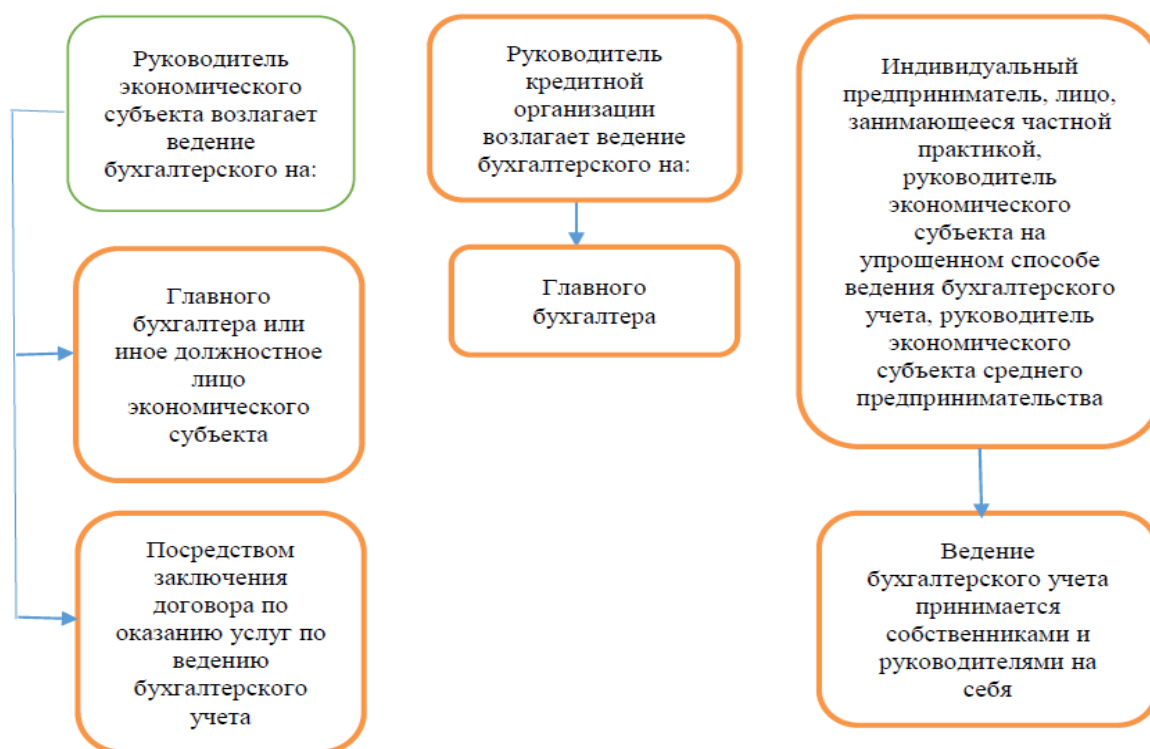 Руководитель
экономического
субъекта возлагает
ведение
бухгалтерского на:
Главного
бухгалтера или
иное должностное
лицо
экономического
субъекта
Посредством
заключения
договора по
оказанию услуг по
ведению
бухгалтерского
учета
Руководитель
кредитной
организации
возлагает ведение
бухгалтерского на:
Главного
бухгалтера
Индивидуальный
предприниматель, лицо,
занимающееся частной
практикой,
руководитель
экономического
субъекта на
упрощенном способе
ведения бухгалтерского
учета, руководитель
экономического
субъекта среднего
предпринимательства
Ведение
бухгалтерского учета
принимается
собственниками и
руководителями на
себя